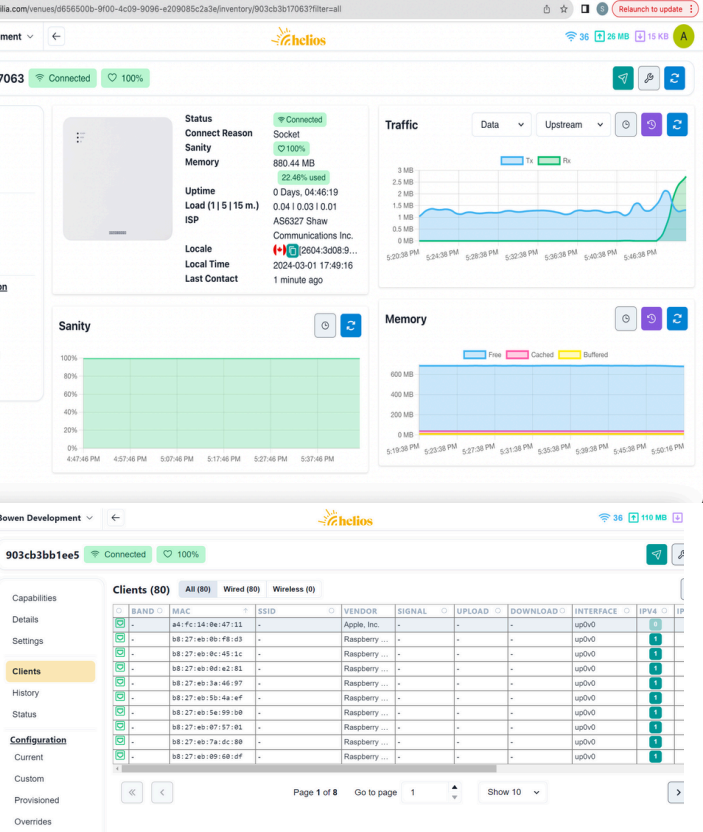 ilia.com/venues/d656500b-9f00-4c09-9096-e209085c2a3e/inventory/903cb3b17063?filter=all
S
Relaunch to update
ment
helios
36 26 MB 15 KB A
7063 Connected 100%
Status Connected
Connect Reason Socket
Sanity 100%
Memory 880.44 MB
22.46% used
Uptime 0 Days, 04:46:19
Load (1 | 5 | 15 m.) 0.04 | 0.03 | 0.01
ISP AS6327 Shaw
Communications Inc.
Locale [2604:3d08:9...
Local Time 2024-03-01 17:49:16
Last Contact 1 minute ago
Traffic Data Upstream
Tx Rx
3 MB
2.5 MB
2 MB
1.5 MB
1 MB
0.5 MB
0 MB
5:20:38 PM 5:24:38 PM 5:28:38 PM 5:32:38 PM 5:36:38 PM 5:40:38 PM 5:46:38 PM
on
Sanity
100%
80%
60%
40%
20%
0%
4:47:46 PM 4:57:46 PM 5:07:46 PM 5:17:46 PM 5:27:46 PM 5:37:46 PM
Memory
Free Cached Buffered
600 MB
400 MB
200 MB
0 MB
5:19:38 PM 5:23:38 PM 5:27:38 PM 5:31:38 PM 5:35:38 PM 5:39:38 PM 5:45:38 PM 5:50:16 PM
Bowen Development
helios
36 110 MB
903cb3bb1ee5 Connected 100%
Capabilities
Details
Settings
Clients
History
Status
Configuration
Current
Custom
Provisioned
Overrides
Clients (80) All (80) Wired (80) Wireless (0)
BAND MAC SSID VENDOR SIGNAL UPLOAD DOWNLOAD INTERFACE IPV4 IP
- a4:fc:14:0e:47:11 - Apple, Inc. - - - up0v0 0
- b8:27:eb:0b:f8:d3 - Raspberry ... - - - up0v0 1
- b8:27:eb:0c:45:1c - Raspberry ... - - - up0v0 1
- b8:27:eb:0d:e2:81 - Raspberry ... - - - up0v0 1
- b8:27:eb:3a:46:97 - Raspberry ... - - - up0v0 1
- b8:27:eb:5b:4a:ef - Raspberry ... - - - up0v0 1
- b8:27:eb:5e:99:b0 - Raspberry ... - - - up0v0 1
- b8:27:eb:07:57:01 - Raspberry ... - - - up0v0 1
- b8:27:eb:7a:dc:80 - Raspberry ... - - - up0v0 1
- b8:27:eb:09:60:df - Raspberry ... - - - up0v0 1
Page 1 of 8 Go to page 1 Show 10